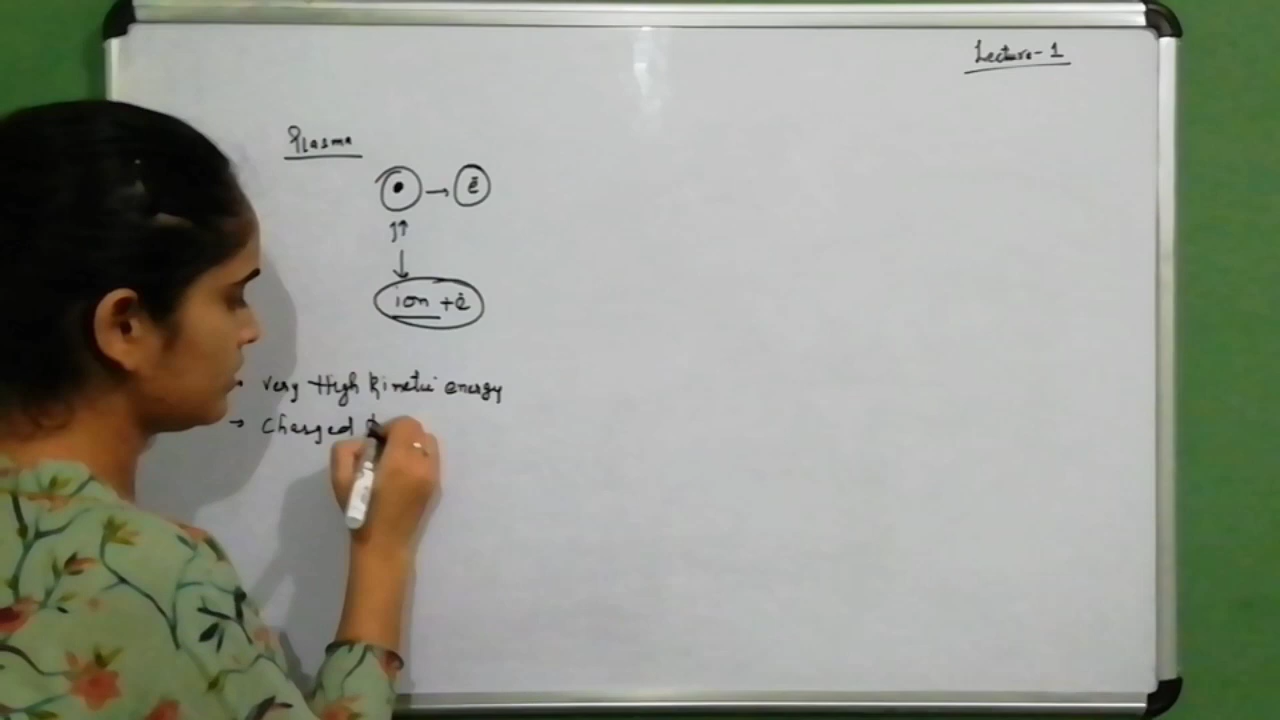 Lecture-1
Plasma
→ ē
↓
ion + ē
• very High kinetic energy
→ Charged